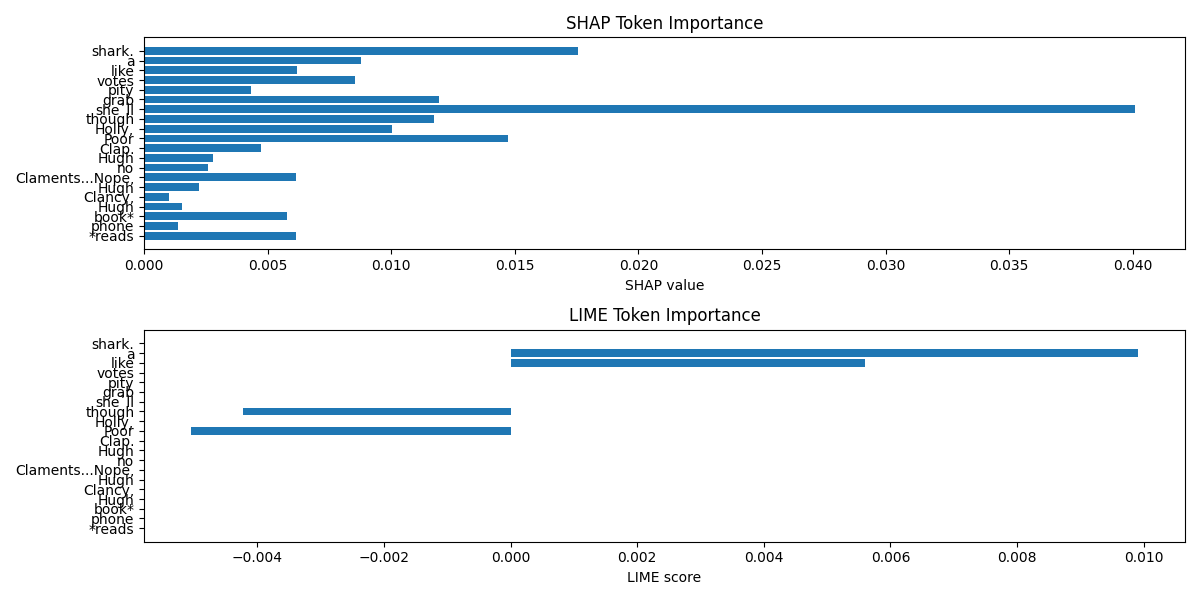 SHAP Token Importance
shark.
a
like
votes
pity
grab
she`ll
though
Holly,
Poor
Clap.
Hugh
no
Claments...Nope,
Hugh
Clancy,
Hugh
book*
phone
*reads
0.000 0.005 0.010 0.015 0.020 0.025 0.030 0.035 0.040
SHAP value
LIME Token Importance
shark.
a
like
votes
pity
grab
she`ll
though
Holly,
Poor
Clap.
Hugh
no
Claments...Nope,
Hugh
Clancy,
Hugh
book*
phone
*reads
−0.004 −0.002 0.000 0.002 0.004 0.006 0.008 0.010
LIME score